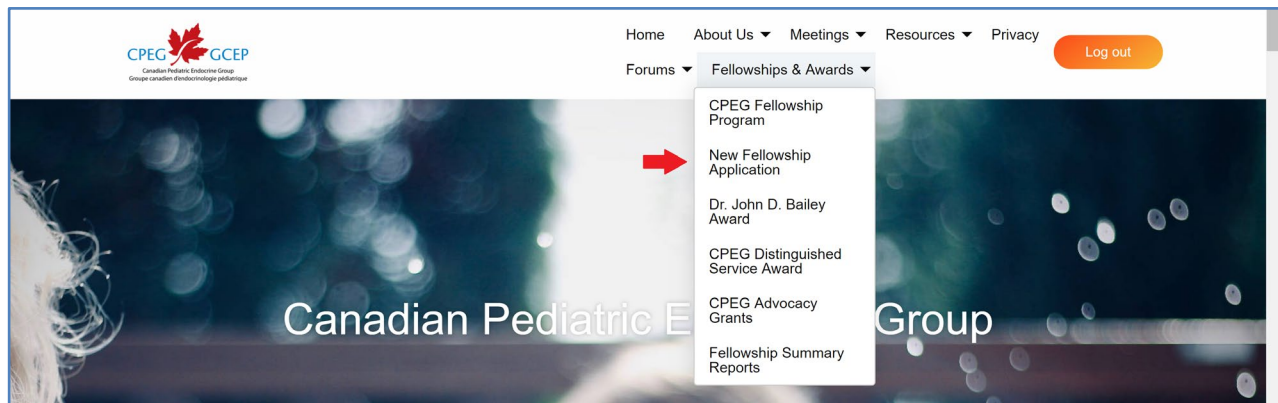 CPEG GCEP
Canadian Pediatric Endocrine Group
Groupe canadien d'endocrinologie pédiatrique
Home About Us Meetings Resources Privacy
Log out
Forums Fellowships & Awards
CPEG Fellowship
Program
New Fellowship
Application
Dr. John D. Bailey
Award
CPEG Distinguished
Service Award
CPEG Advocacy
Grants
Fellowship Summary
Reports
Canadian Pediatric E Group